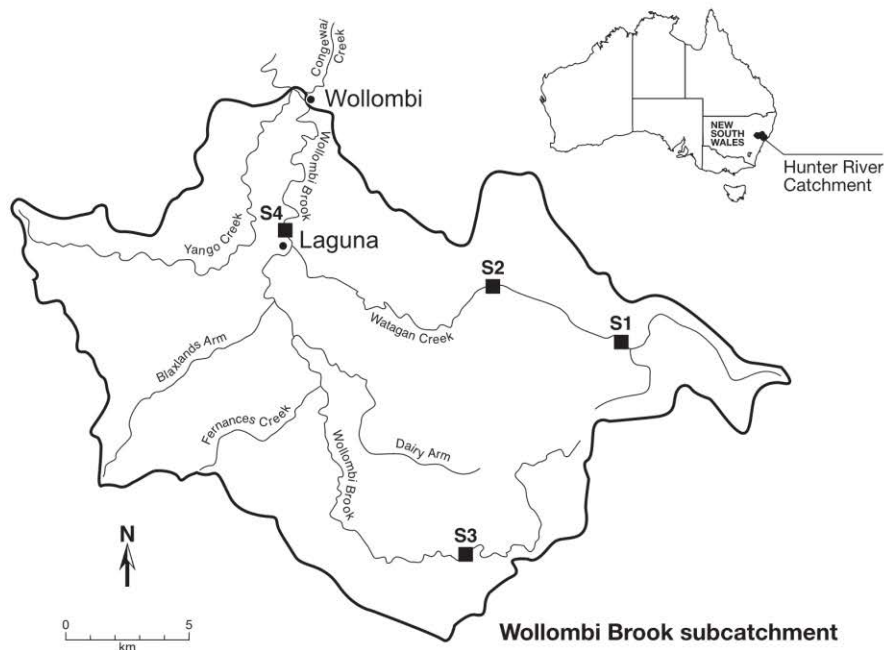 Congewai
Creek
Wollombi
Wollombi
Brook
NEW
SOUTH
WALES
Hunter River
Catchment
S4
Laguna
Yango Creek
S2
S1
Watagan Creek
Blaxlands Arm
Fernances Creek
Wollombi
Brook
Dairy Arm
S3
N
0 5
km
Wollombi Brook subcatchment